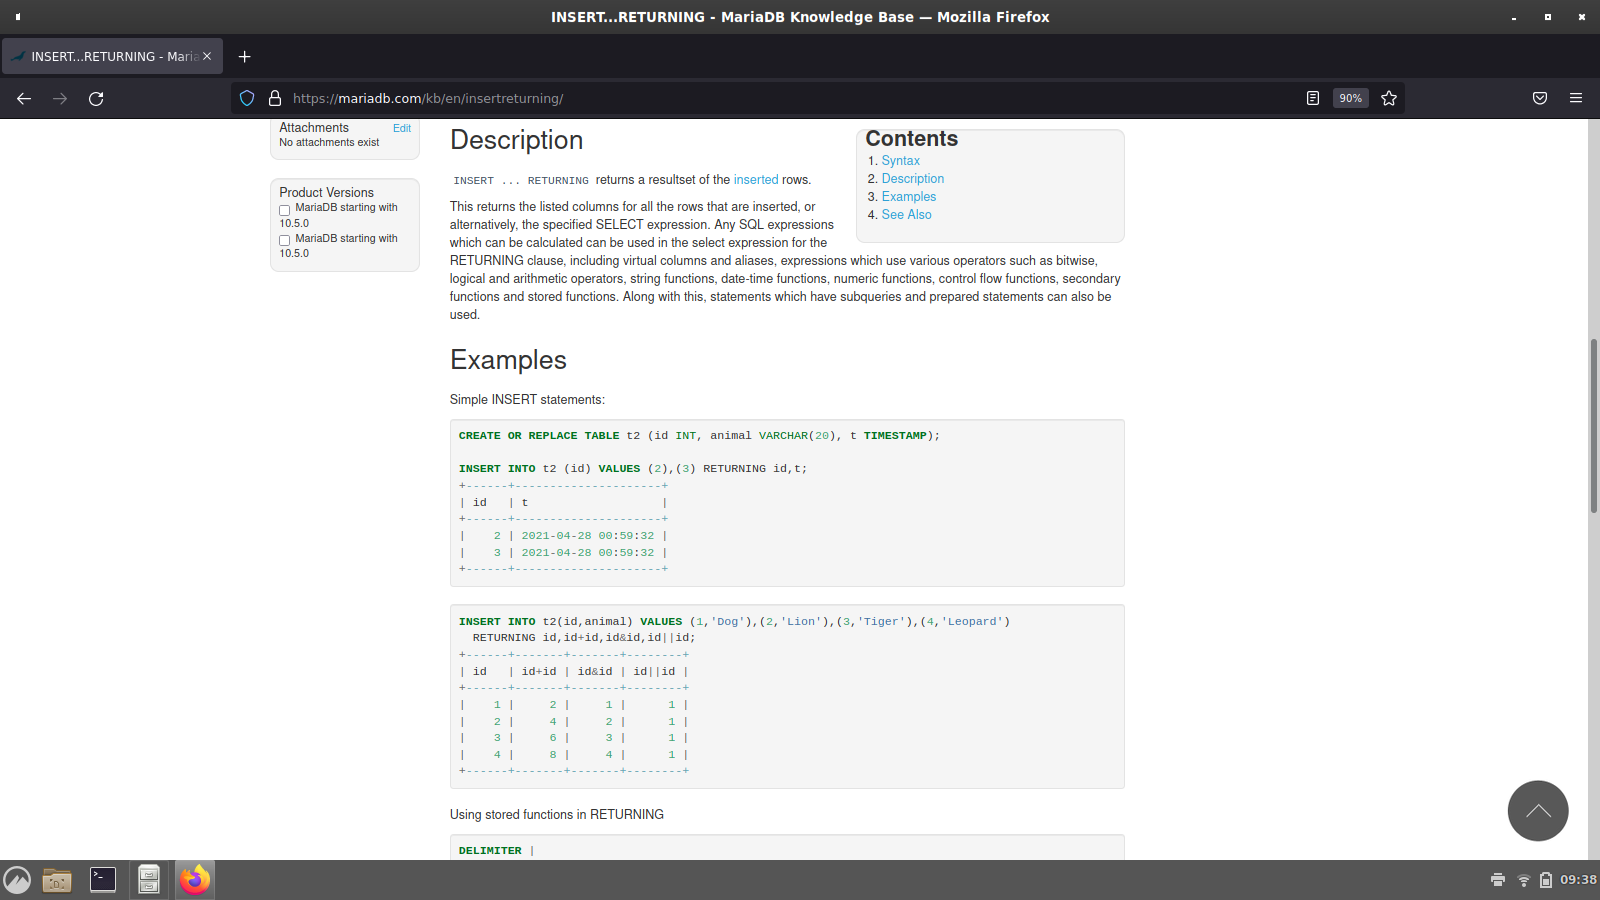 INSERT...RETURNING - MariaDB Knowledge Base — Mozilla Firefox
INSERT...RETURNING - Maria
https://mariadb.com/kb/en/insertreturning/
90%
Attachments Edit
No attachments exist
Product Versions
MariaDB starting with
10.5.0
MariaDB starting with
10.5.0
Description
INSERT ... RETURNING returns a resultset of the inserted rows.
This returns the listed columns for all the rows that are inserted, or
alternatively, the specified SELECT expression. Any SQL expressions
which can be calculated can be used in the select expression for the
RETURNING clause, including virtual columns and aliases, expressions which use various operators such as bitwise,
logical and arithmetic operators, string functions, date-time functions, numeric functions, control flow functions, secondary
functions and stored functions. Along with this, statements which have subqueries and prepared statements can also be
used.
Contents
1. Syntax
2. Description
3. Examples
4. See Also
Examples
Simple INSERT statements:
CREATE OR REPLACE TABLE t2 (id INT, animal VARCHAR(20), t TIMESTAMP);
INSERT INTO t2 (id) VALUES (2),(3) RETURNING id,t;
+------+---------------------+
| id   | t                   |
+------+---------------------+
|    2 | 2021-04-28 00:59:32 |
|    3 | 2021-04-28 00:59:32 |
+------+---------------------+
INSERT INTO t2(id,animal) VALUES (1,'Dog'),(2,'Lion'),(3,'Tiger'),(4,'Leopard')
  RETURNING id,id+id,id&id,id||id;
+------+-------+-------+--------+
| id   | id+id | id&id | id||id |
+------+-------+-------+--------+
|    1 |     2 |     1 |      1 |
|    2 |     4 |     2 |      1 |
|    3 |     6 |     3 |      1 |
|    4 |     8 |     4 |      1 |
+------+-------+-------+--------+
Using stored functions in RETURNING
DELIMITER |
09:38